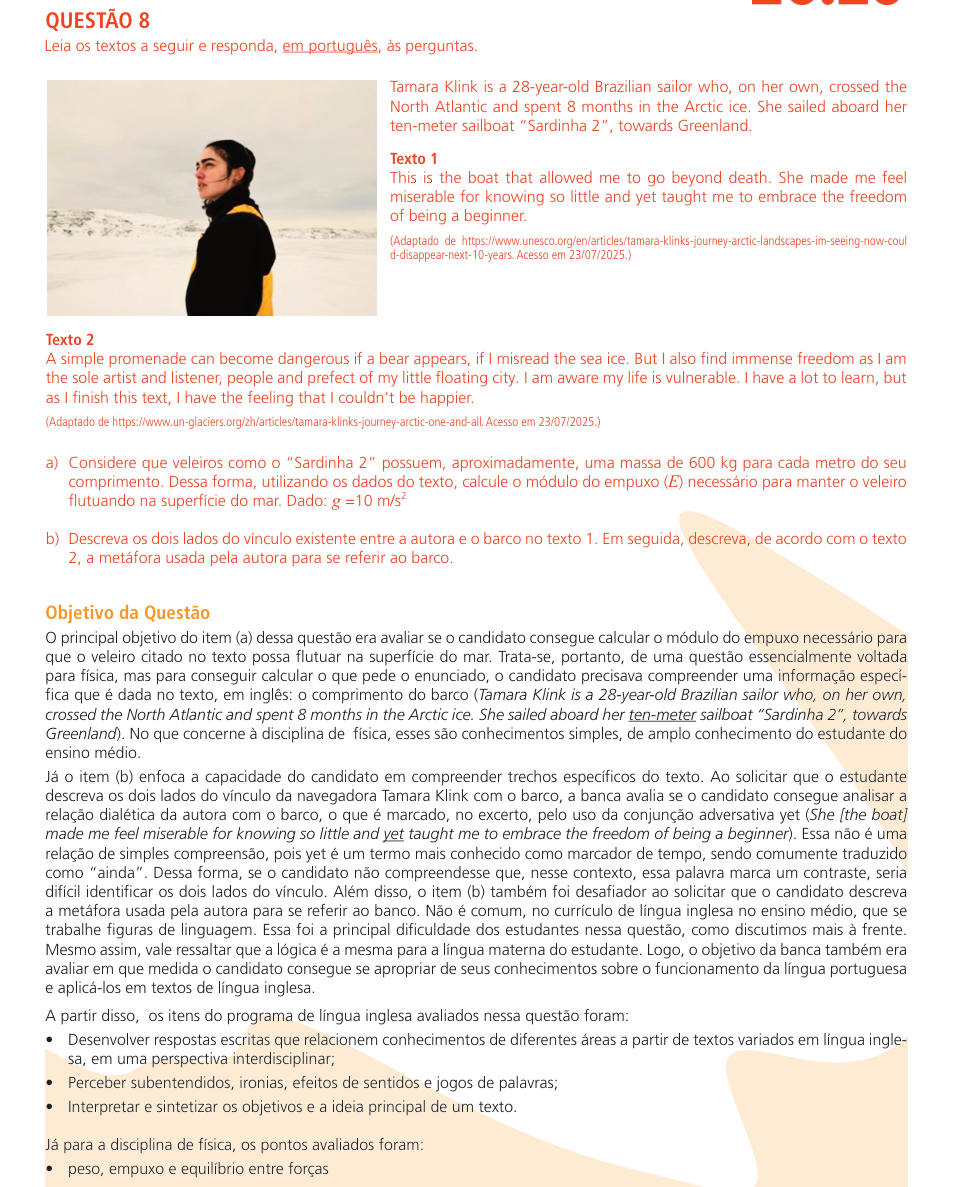 QUESTÃO 8
Leia os textos a seguir e responda, em português, às perguntas.
Tamara Klink is a 28-year-old Brazilian sailor who, on her own, crossed the
North Atlantic and spent 8 months in the Arctic ice. She sailed aboard her
ten-meter sailboat “Sardinha 2”, towards Greenland.
Texto 1
This is the boat that allowed me to go beyond death. She made me feel
miserable for knowing so little and yet taught me to embrace the freedom
of being a beginner.
(Adaptado de https://www.unesco.org/en/articles/tamara-klinks-journey-arctic-landscapes-im-seeing-now-coul
d-disappear-next-10-years. Acesso em 23/07/2025.)
Texto 2
A simple promenade can become dangerous if a bear appears, if I misread the sea ice. But I also find immense freedom as I am
the sole artist and listener, people and prefect of my little floating city. I am aware my life is vulnerable. I have a lot to learn, but
as I finish this text, I have the feeling that I couldn’t be happier.
(Adaptado de https://www.un-glaciers.org/zh/articles/tamara-klinks-journey-arctic-one-and-all. Acesso em 23/07/2025.)
a) Considere que veleiros como o “Sardinha 2” possuem, aproximadamente, uma massa de 600 kg para cada metro do seu
comprimento. Dessa forma, utilizando os dados do texto, calcule o módulo do empuxo (E) necessário para manter o veleiro
flutuando na superfície do mar. Dado: g =10 m/s²
b) Descreva os dois lados do vínculo existente entre a autora e o barco no texto 1. Em seguida, descreva, de acordo com o texto
2, a metáfora usada pela autora para se referir ao barco.
Objetivo da Questão
O principal objetivo do item (a) dessa questão era avaliar se o candidato consegue calcular o módulo do empuxo necessário para
que o veleiro citado no texto possa flutuar na superfície do mar. Trata-se, portanto, de uma questão essencialmente voltada
para física, mas para conseguir calcular o que pede o enunciado, o candidato precisava compreender uma informação especí-
fica que é dada no texto, em inglês: o comprimento do barco (Tamara Klink is a 28-year-old Brazilian sailor who, on her own,
crossed the North Atlantic and spent 8 months in the Arctic ice. She sailed aboard her ten-meter sailboat “Sardinha 2”, towards
Greenland). No que concerne à disciplina de física, esses são conhecimentos simples, de amplo conhecimento do estudante do
ensino médio.
Já o item (b) enfoca a capacidade do candidato em compreender trechos específicos do texto. Ao solicitar que o estudante
descreva os dois lados do vínculo da navegadora Tamara Klink com o barco, a banca avalia se o candidato consegue analisar a
relação dialética da autora com o barco, o que é marcado, no excerto, pelo uso da conjunção adversativa yet (She [the boat]
made me feel miserable for knowing so little and yet taught me to embrace the freedom of being a beginner). Essa não é uma
relação de simples compreensão, pois yet é um termo mais conhecido como marcador de tempo, sendo comumente traduzido
como “ainda”. Dessa forma, se o candidato não compreendesse que, nesse contexto, essa palavra marca um contraste, seria
difícil identificar os dois lados do vínculo. Além disso, o item (b) também foi desafiador ao solicitar que o candidato descreva
a metáfora usada pela autora para se referir ao banco. Não é comum, no currículo de língua inglesa no ensino médio, que se
trabalhe figuras de linguagem. Essa foi a principal dificuldade dos estudantes nessa questão, como discutimos mais à frente.
Mesmo assim, vale ressaltar que a lógica é a mesma para a língua materna do estudante. Logo, o objetivo da banca também era
avaliar em que medida o candidato consegue se apropriar de seus conhecimentos sobre o funcionamento da língua portuguesa
e aplicá-los em textos de língua inglesa.
A partir disso, os itens do programa de língua inglesa avaliados nessa questão foram:
• Desenvolver respostas escritas que relacionem conhecimentos de diferentes áreas a partir de textos variados em língua ingle-
sa, em uma perspectiva interdisciplinar;
• Perceber subentendidos, ironias, efeitos de sentidos e jogos de palavras;
• Interpretar e sintetizar os objetivos e a ideia principal de um texto.
Já para a disciplina de física, os pontos avaliados foram:
• peso, empuxo e equilíbrio entre forças